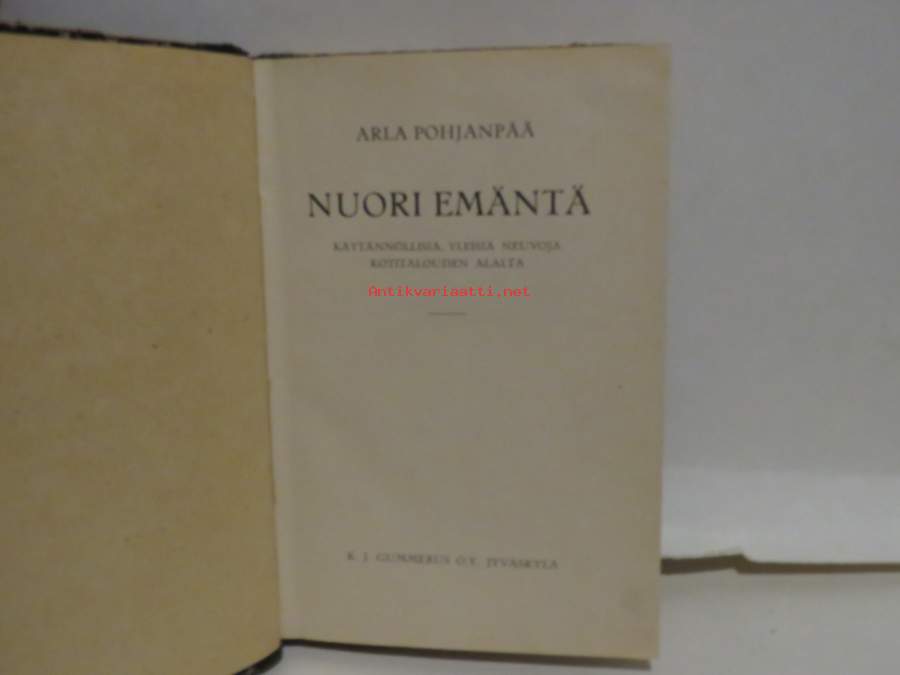 ARLA POHJANPÄÄ
NUORI EMÄNTÄ
KÄYTÄNNÖLLISIÄ, YLEISIÄ NEUVOJA
KOTITALOUDEN ALALTA
Antikvariaatti.net
K. J. GUMMERUS O.Y. JYVÄSKYLÄ